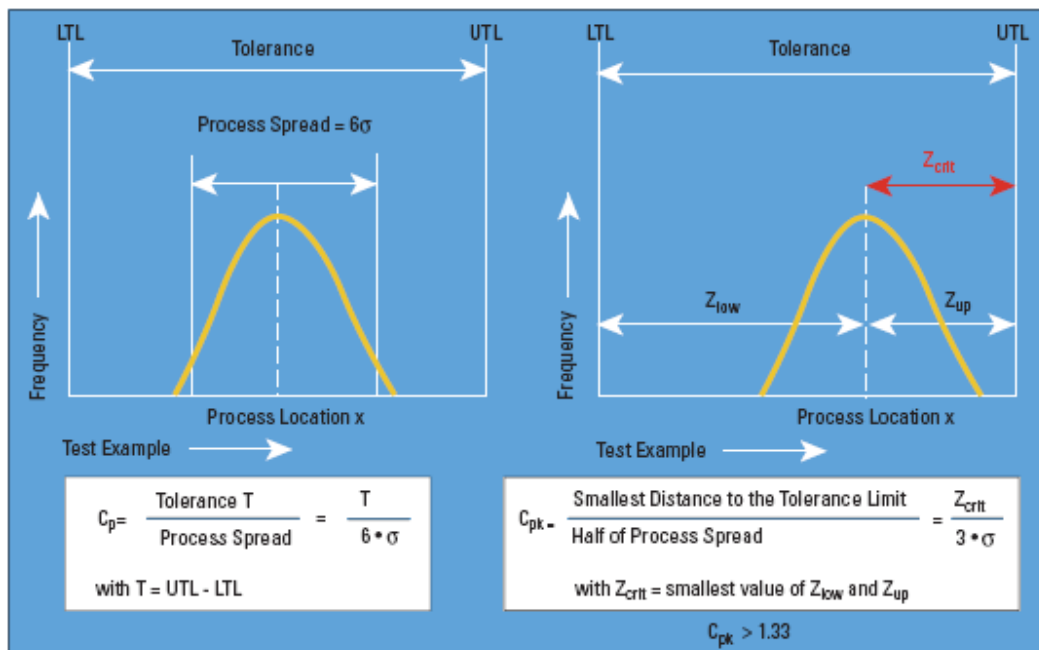 LTL
UTL
Tolerance
Process Spread = 6σ
Frequency
Process Location x
Test Example
Cp= Tolerance T / Process Spread = T / 6 • σ
with T = UTL - LTL
LTL
UTL
Tolerance
Zcrit
Zlow
Zup
Frequency
Process Location x
Test Example
Cpk = Smallest Distance to the Tolerance Limit / Half of Process Spread = Zcrit / 3 • σ
with Zcrit = smallest value of Zlow and Zup
Cpk > 1.33